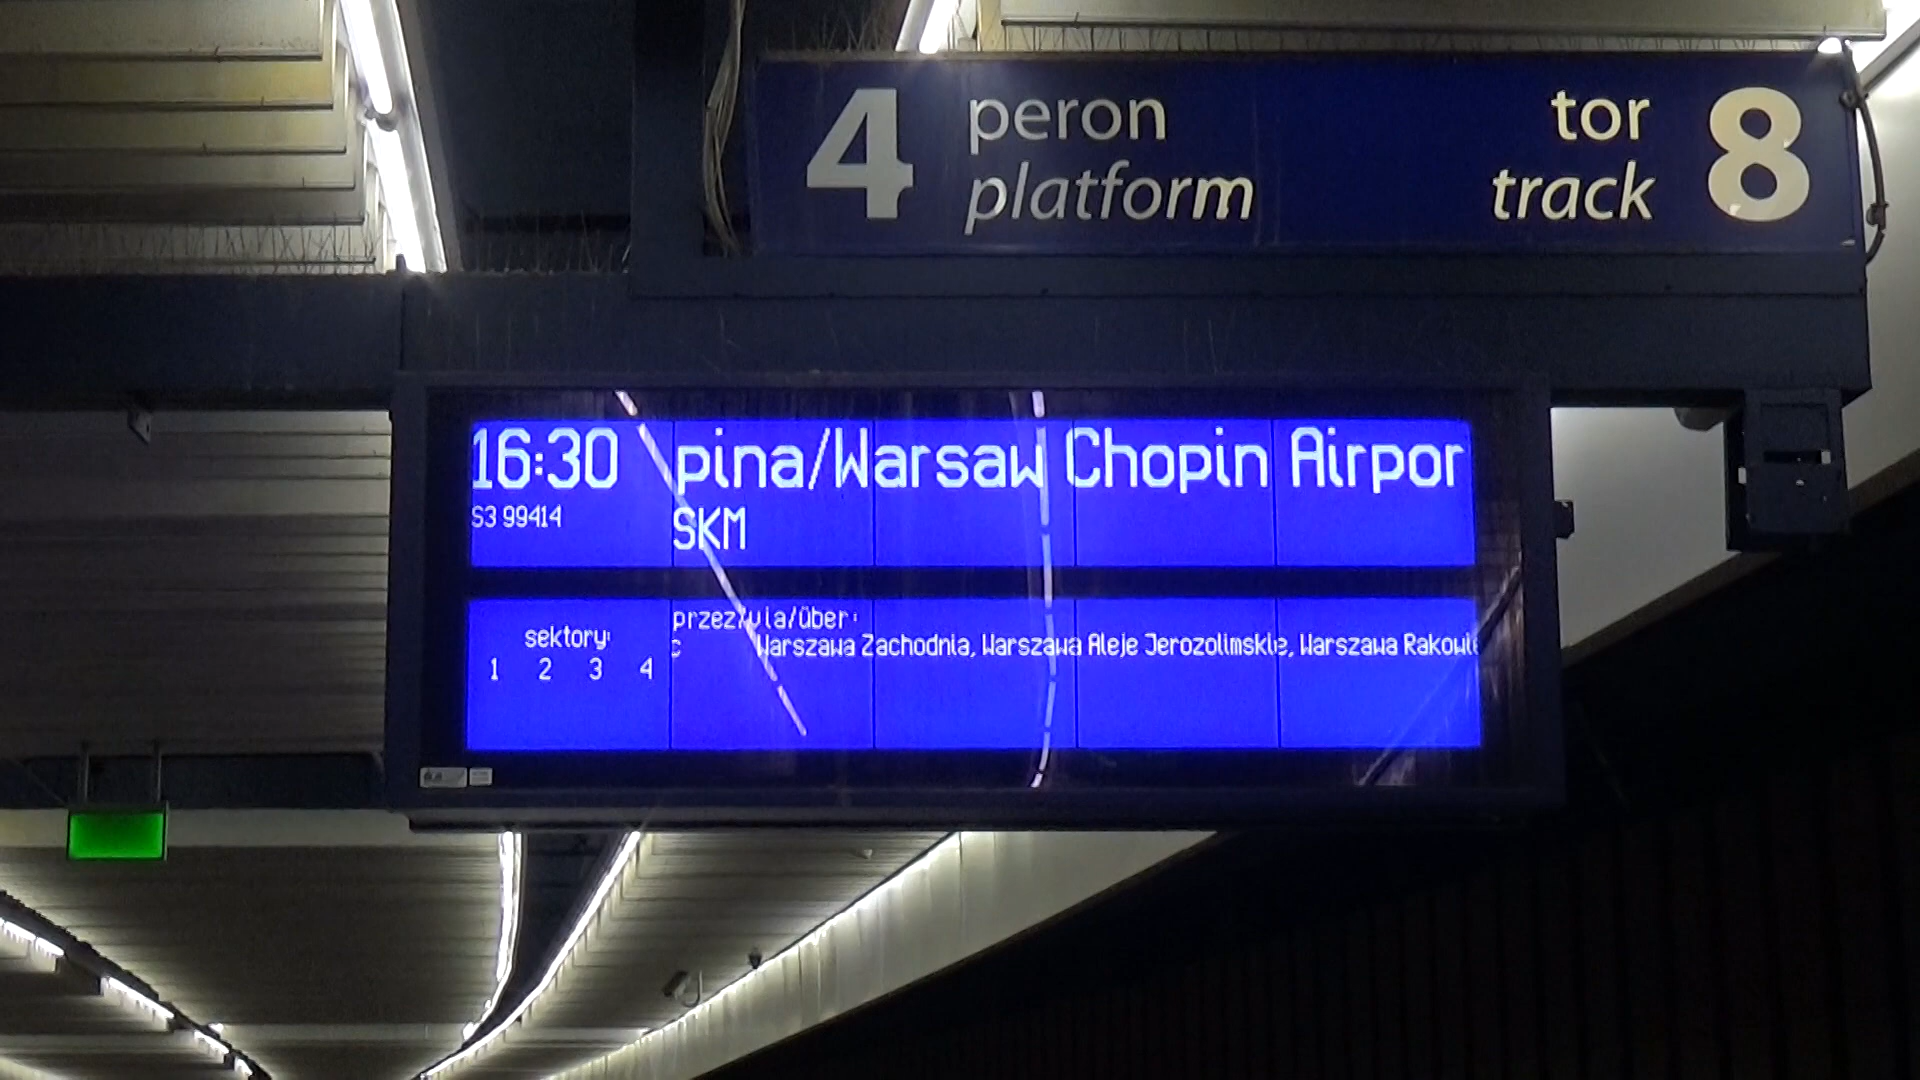 4 peron tor 8
platform track
16:30 pina/Warsaw Chopin Airpor
S3 99414 SKM
przez/via/über:
sektory:
c Warszawa Zachodnia, Warszawa Aleje Jerozolimskie, Warszawa Rakowi
1 2 3 4